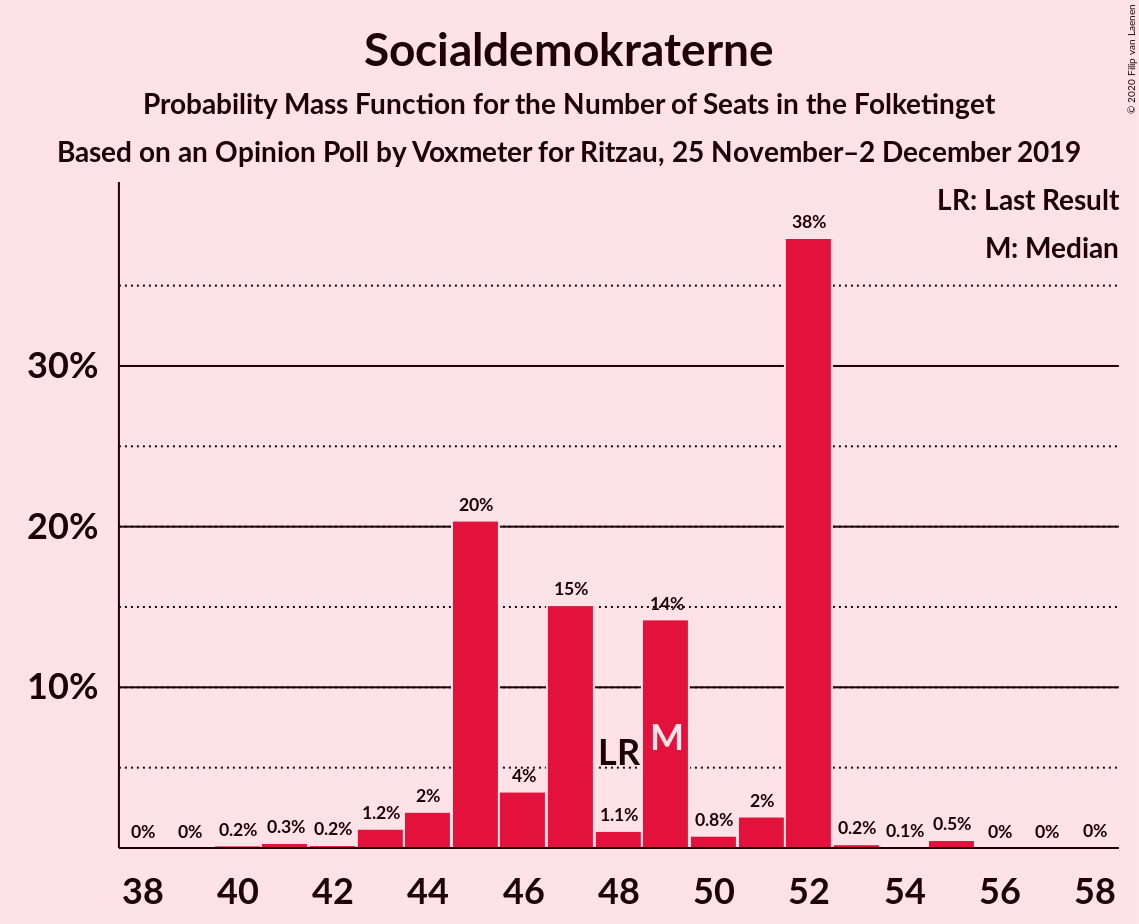 Socialdemokraterne
Probability Mass Function for the Number of Seats in the Folketinget
Based on an Opinion Poll by Voxmeter for Ritzau, 25 November–2 December 2019
© 2020 Filip van Laenen
LR: Last Result
M: Median
38%
30%
20%
20%
15%
14%
10%
LR
M
4%
2%
1.2%
1.1%
2%
0.8%
0%
0%
0.2%
0.3%
0.2%
0.2%
0.1%
0.5%
0%
0%
0%
38 40 42 44 46 48 50 52 54 56 58